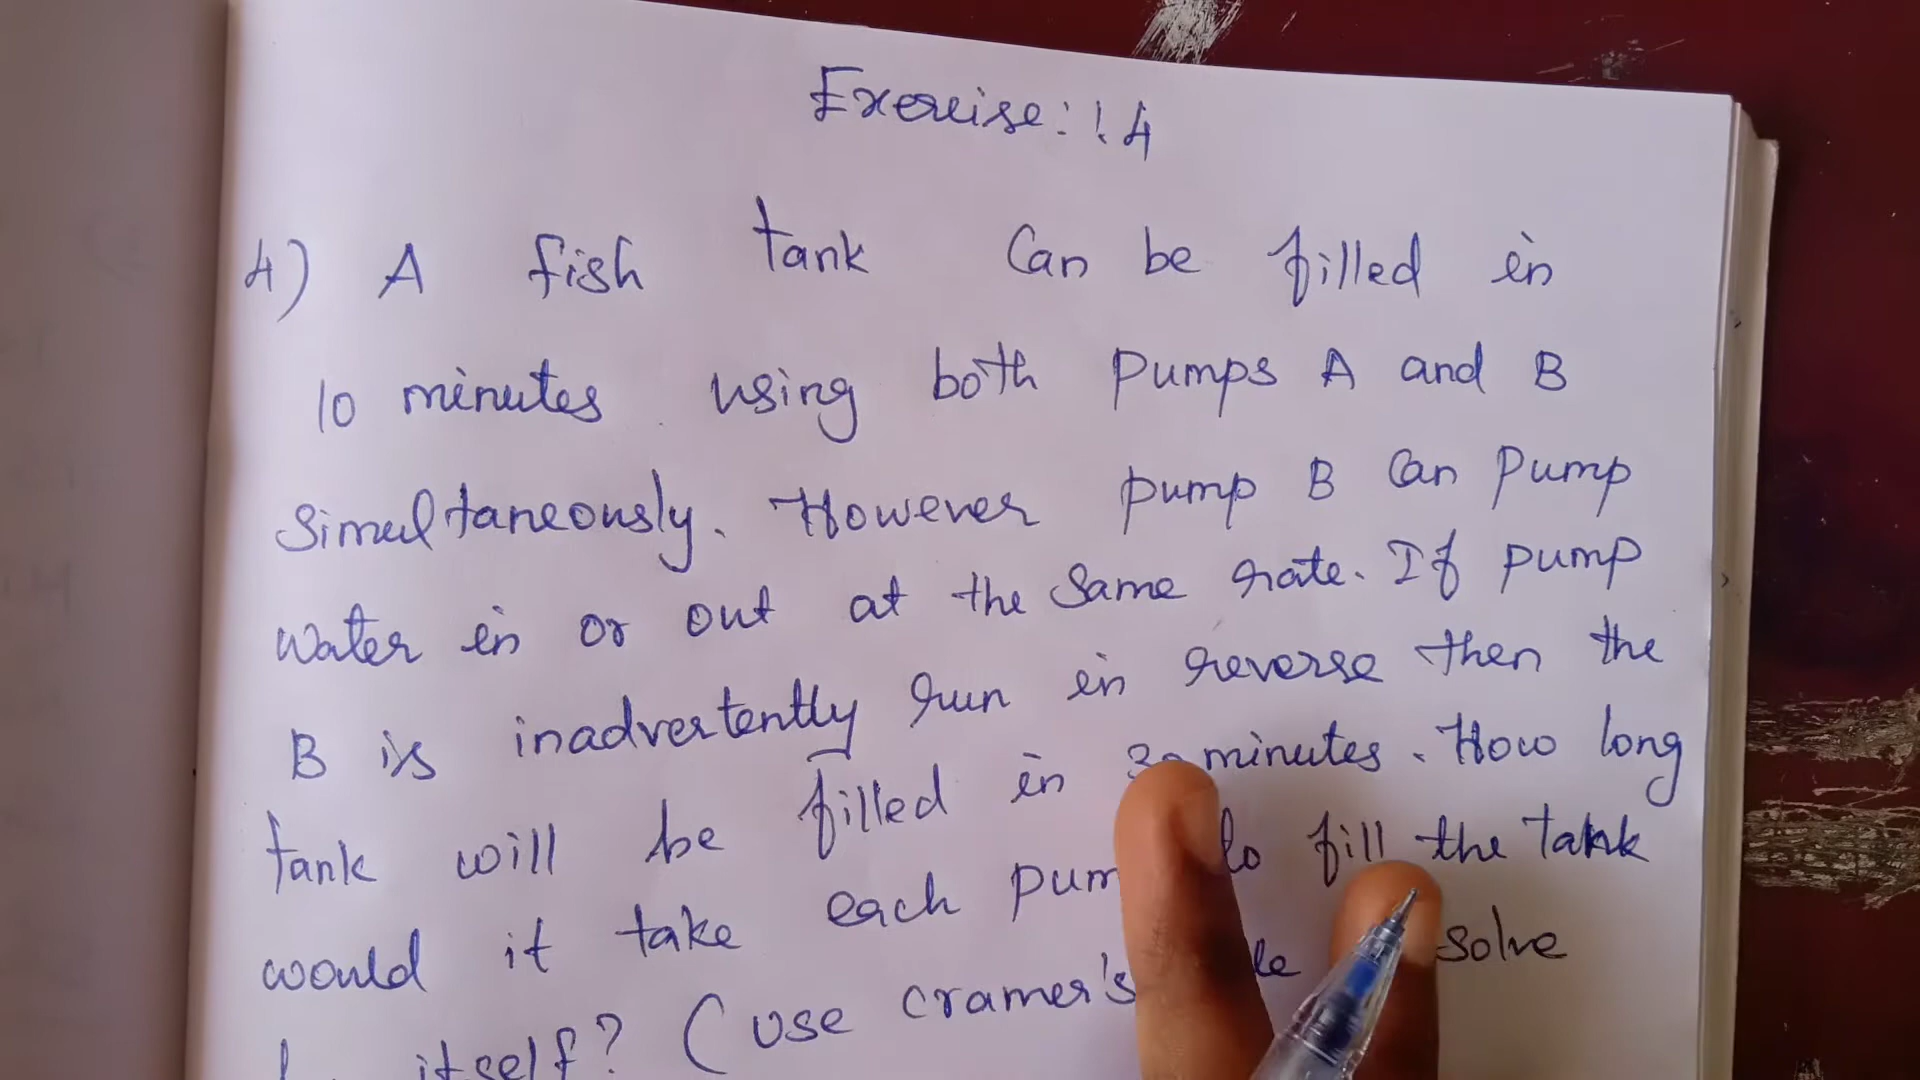 Exercise: 1.4
4) A fish tank can be filled in
10 minutes using both pumps A and B
simultaneously. However pump B can pump
water in or out at the same rate. If pump
B is inadvertently run in reverse then the
tank will be filled in 30 minutes. How long
would it take each to fill the tank
itself? (use cramer's solve